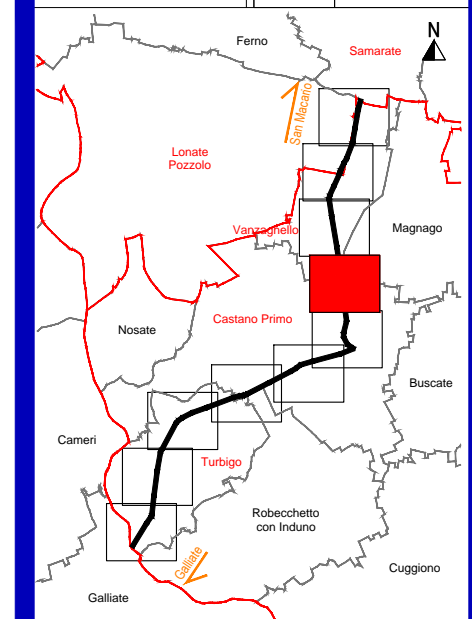 Ferno
N
Samarate
San Macario
Lonate
Pozzolo
Vanzaghello
Magnago
Castano Primo
Nosate
Buscate
Cameri
Turbigo
Robecchetto
con Induno
Galliate
Cuggiono
Galliate